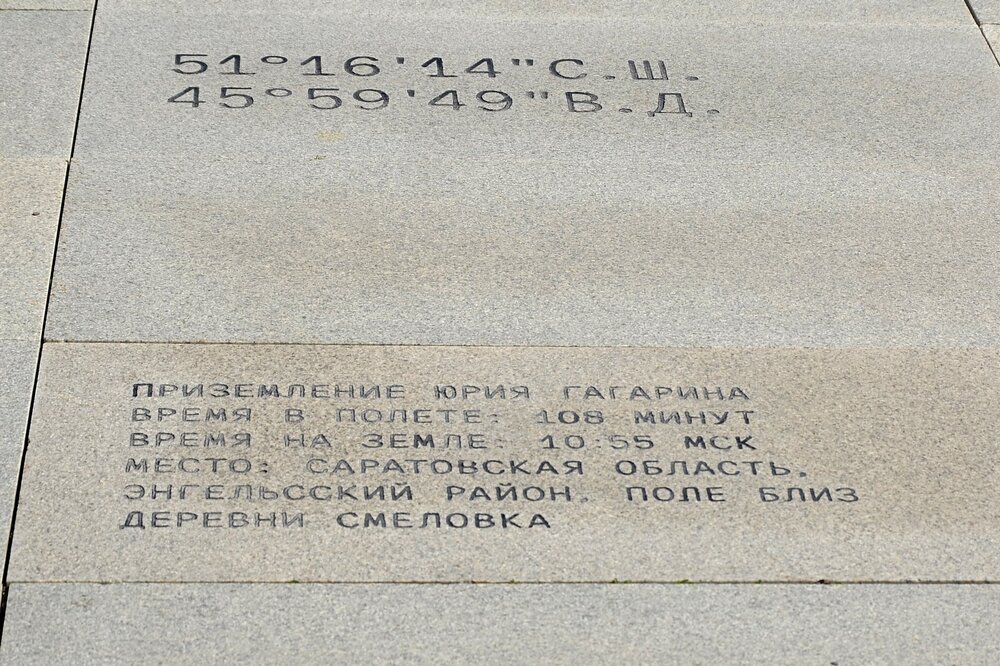 51°16'14"С.Ш.
45°59'49"В.Д.
ПРИЗЕМЛЕНИЕ ЮРИЯ ГАГАРИНА
ВРЕМЯ В ПОЛЕТЕ: 108 МИНУТ
ВРЕМЯ НА ЗЕМЛЕ: 10:55 МСК
МЕСТО: САРАТОВСКАЯ ОБЛАСТЬ,
ЭНГЕЛЬССКИЙ РАЙОН, ПОЛЕ БЛИЗ
ДЕРЕВНИ СМЕЛОВКА